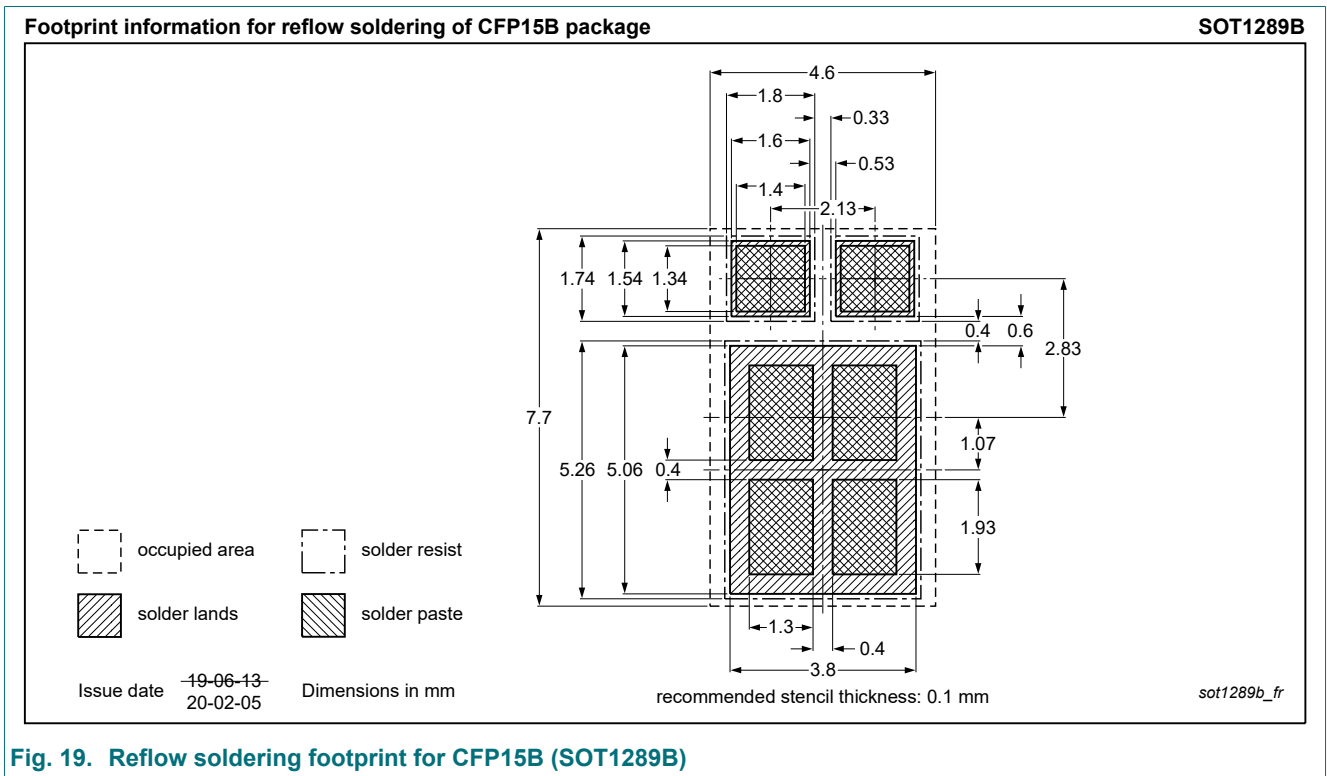 Footprint information for reflow soldering of CFP15B package SOT1289B
4.6
1.8
0.33
1.6
0.53
1.4
2.13
1.74 1.54 1.34
0.4 0.6
2.83
7.7
1.07
5.26 5.06 0.4
1.93
occupied area solder resist
solder lands solder paste
1.3
0.4
3.8
Issue date 19-06-13 Dimensions in mm
20-02-05
recommended stencil thickness: 0.1 mm
sot1289b_fr
Fig. 19. Reflow soldering footprint for CFP15B (SOT1289B)